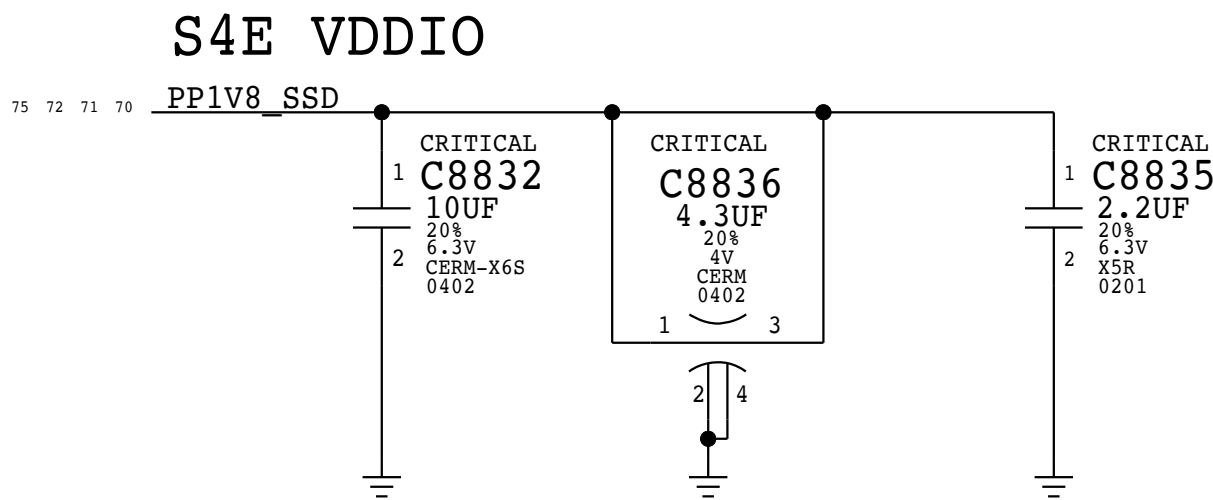 S4E VDDIO
75 72 71 70 PP1V8_SSD
CRITICAL
1 C8832
10UF
20%
6.3V
2 CERM-X6S
0402
CRITICAL
C8836
4.3UF
20%
4V
CERM
0402
1 3
2 4
CRITICAL
1 C8835
2.2UF
20%
6.3V
2 X5R
0201